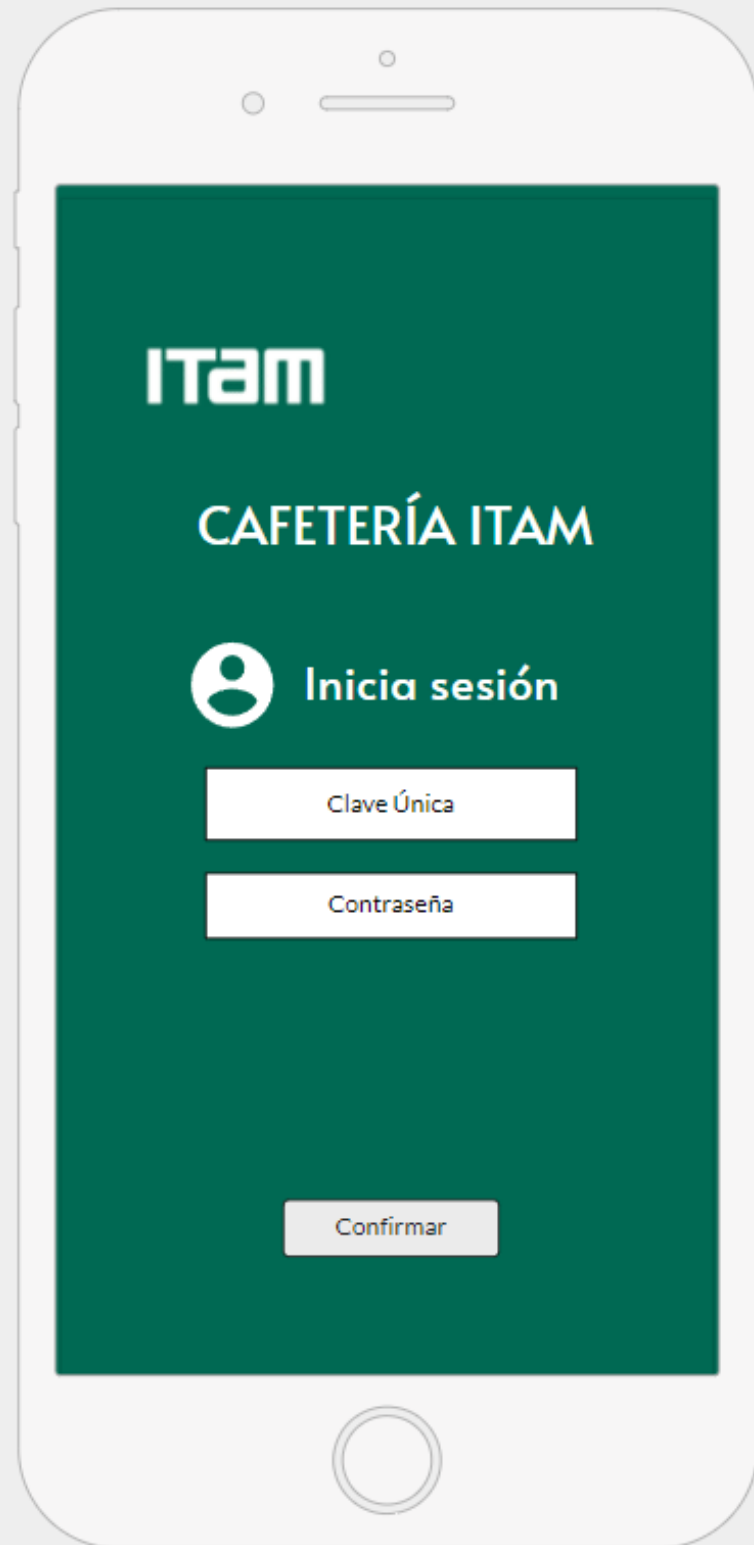 ITam
CAFETERÍA ITAM
Inicia sesión
Clave Única
Contraseña
Confirmar